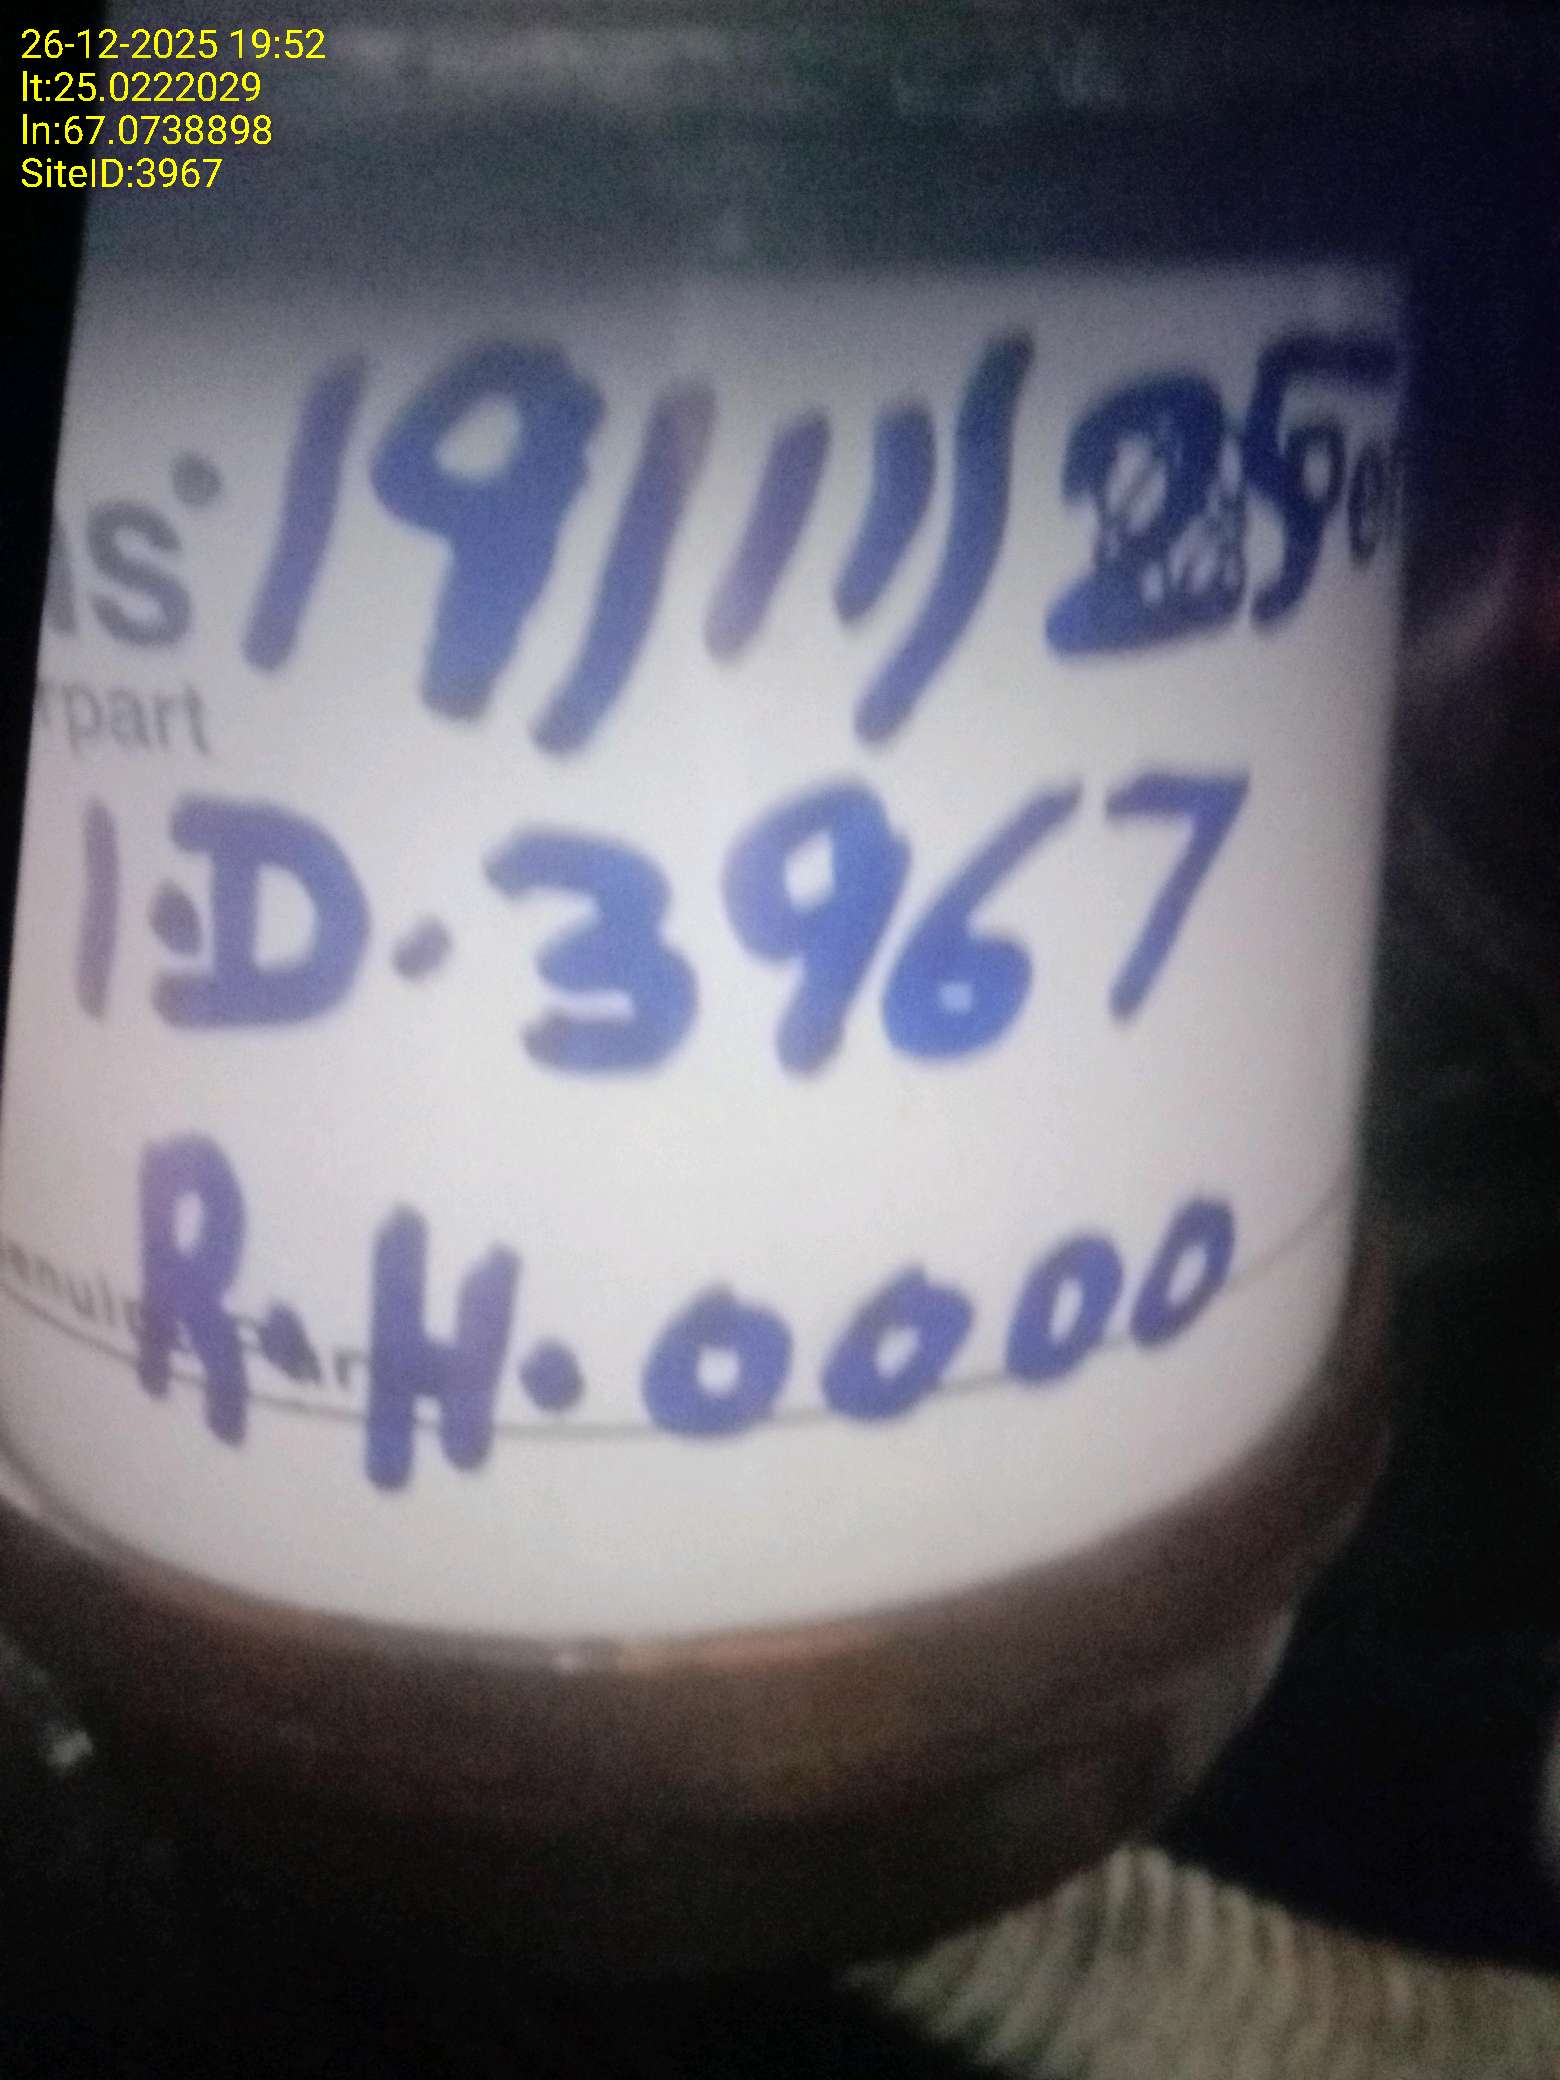 26-12-2025 19:52
lt:25.0222029
ln:67.0738898
SiteID:3967
19/11/25
rpart
I.D.3967
R.H.0000